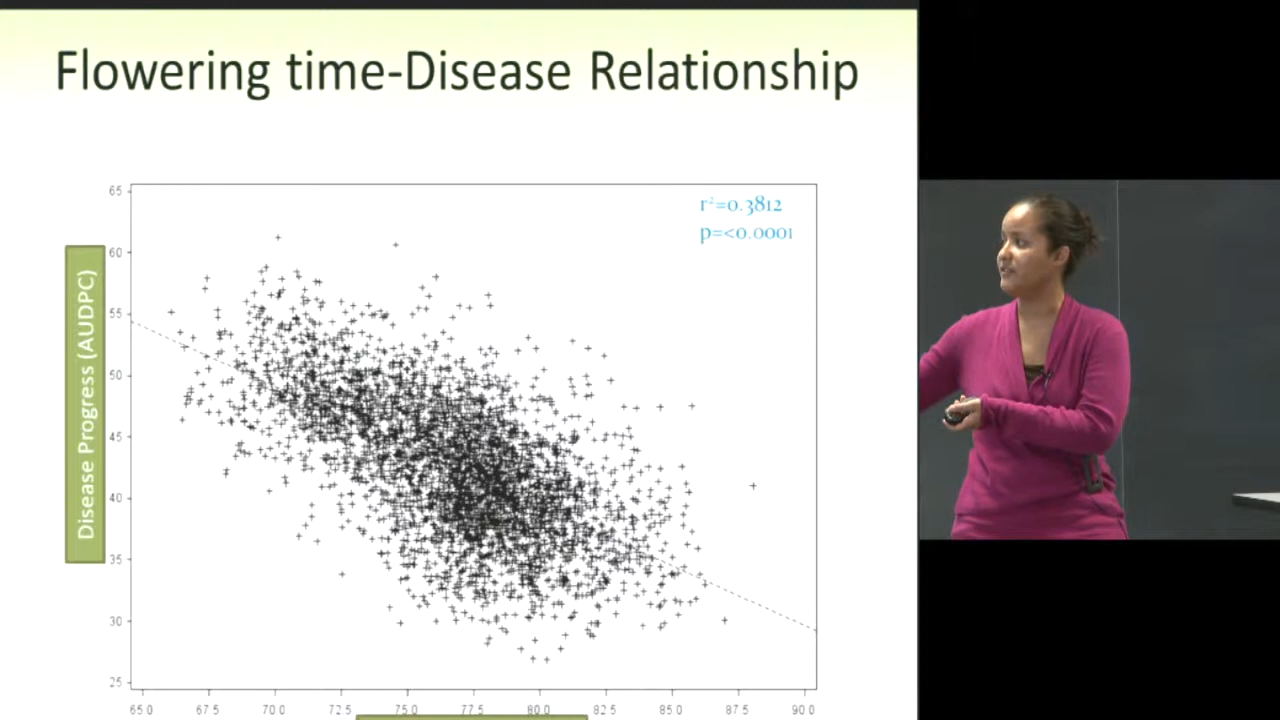 Flowering time-Disease Relationship
r²=0.3812
p=<0.0001
Disease Progress (AUDPC)
65
60
55
50
45
40
35
30
25
65.0 67.5 70.0 72.5 75.0 77.5 80.0 82.5 85.0 87.5 90.0